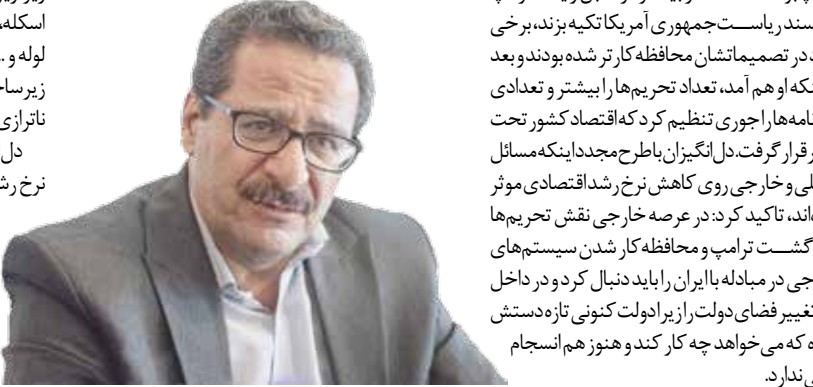 سند ریاست‌جمهوری آمریکا تکیه بزند، برخی
د در تصمیماتشان محافظه‌کارتر شده بودند و بعد
نکه او هم آمد، تعداد تحریم‌ها را بیشتر و تعدادی
نامه‌ها را جوری تنظیم کرد که اقتصاد کشور تحت
ر قرار گرفت. دل‌انگیزان با طرح مجدد اینکه مسائل
لی و خارجی روی کاهش نرخ رشد اقتصادی موثر
ه‌اند، تاکید کرد: در عرصه خارجی نقش تحریم‌ها
گشت ترامپ و محافظه‌کار شدن سیستم‌های
جی در مبادله با ایران را باید دنبال کرد و در داخل
تغییر فضای دولت را زیرا دولت کنونی تازه دستش
ه که می‌خواهد چه کار کند و هنوز هم انسجام
ی ندارد.
اسکله،
لوله و ..
زیرساخ
ناترازی
دل‌
نرخ رش